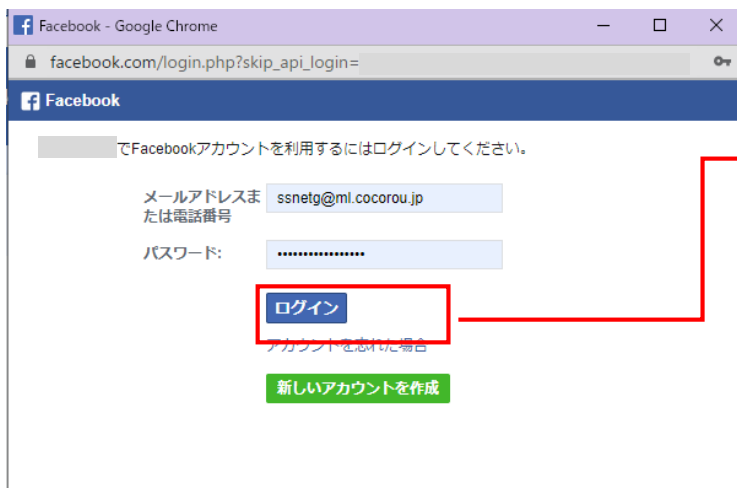 Facebook - Google Chrome
facebook.com/login.php?skip_api_login=
Facebook
でFacebookアカウントを利用するにはログインしてください。
メールアドレスま
たは電話番号
ssnetg@ml.cocorou.jp
パスワード:
•••••••••••••••••
ログイン
アカウントを忘れた場合
新しいアカウントを作成